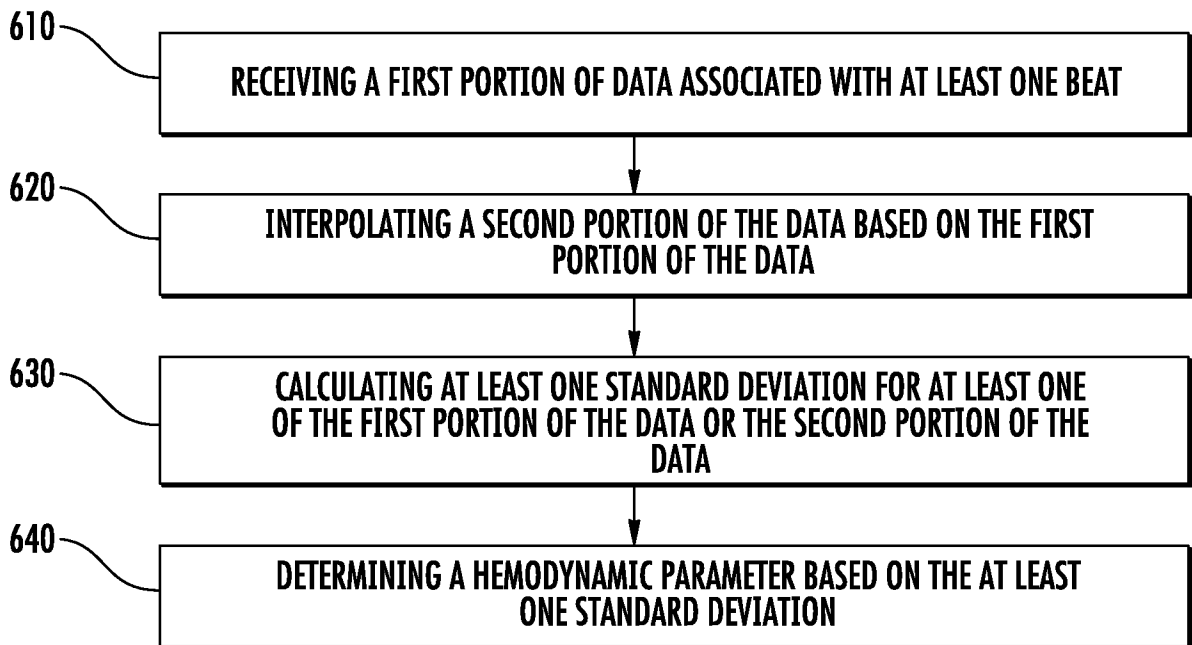 610
RECEIVING A FIRST PORTION OF DATA ASSOCIATED WITH AT LEAST ONE BEAT
620
INTERPOLATING A SECOND PORTION OF THE DATA BASED ON THE FIRST
PORTION OF THE DATA
630
CALCULATING AT LEAST ONE STANDARD DEVIATION FOR AT LEAST ONE
OF THE FIRST PORTION OF THE DATA OR THE SECOND PORTION OF THE
DATA
640
DETERMINING A HEMODYNAMIC PARAMETER BASED ON THE AT LEAST
ONE STANDARD DEVIATION